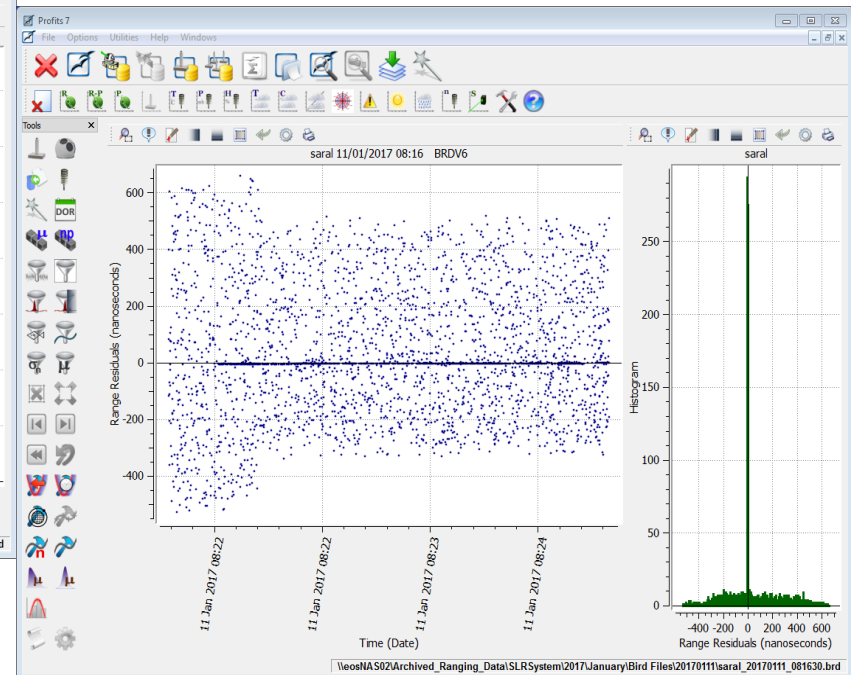 Profits 7
File Options Utilities Help Windows
Tools
DOR
saral 11/01/2017 08:16 BRDV6
saral
Range Residuals (nanoseconds)
600
400
200
0
-200
-400
11 Jan 2017 08:22
11 Jan 2017 08:22
11 Jan 2017 08:23
11 Jan 2017 08:24
Time (Date)
Histogram
250
200
150
100
50
0
-400 -200 0 200 400 600
Range Residuals (nanoseconds)
\\eosNAS02\Archived_Ranging_Data\SLRSystem\2017\January\Bird Files\20170111\saral_20170111_081630.brd